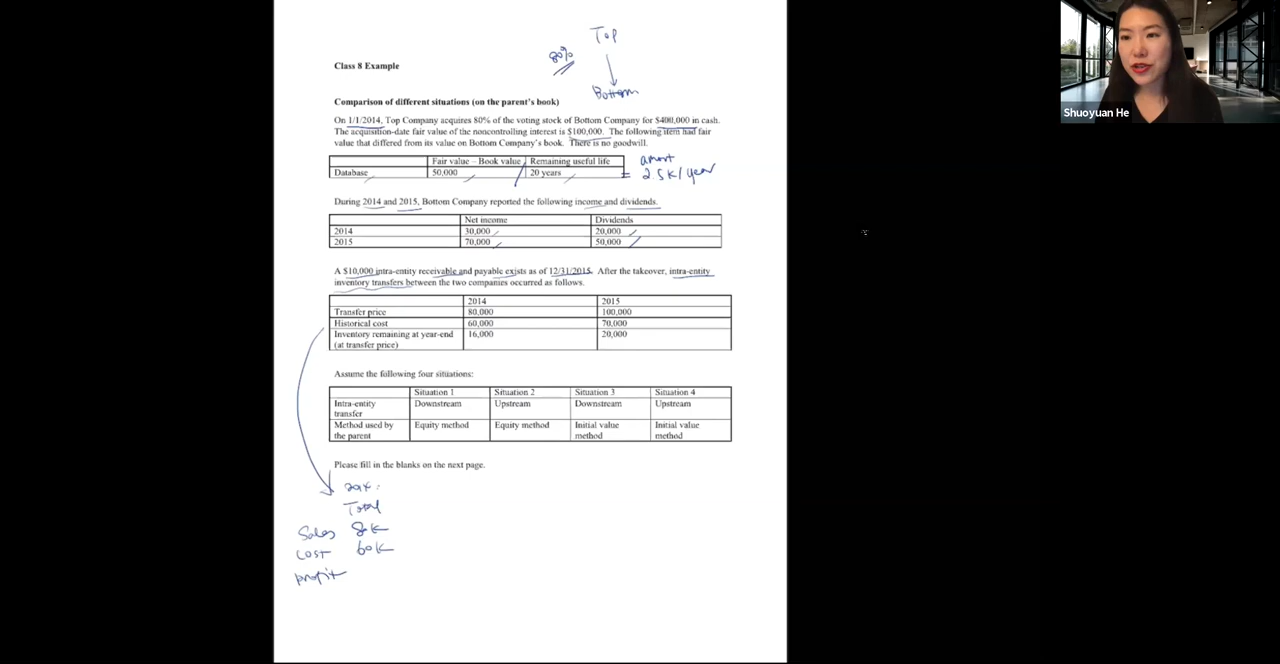 Top
80%
Class 8 Example
Bottom
Comparison of different situations (on the parent's book)
On 1/1/2014, Top Company acquires 80% of the voting stock of Bottom Company for $400,000 in cash.
The acquisition-date fair value of the noncontrolling interest is $100,000. The following item had fair
value that differed from its value on Bottom Company's book. There is no goodwill.
Fair value – Book value Remaining useful life
Database 50,000 20 years
amort
= 2.5K/year
During 2014 and 2015, Bottom Company reported the following income and dividends.
Net income Dividends
2014 30,000 20,000
2015 70,000 50,000
A $10,000 intra-entity receivable and payable exists as of 12/31/2015. After the takeover, intra-entity
inventory transfers between the two companies occurred as follows.
2014 2015
Transfer price 80,000 100,000
Historical cost 60,000 70,000
Inventory remaining at year-end 16,000 20,000
(at transfer price)
Assume the following four situations:
Situation 1 Situation 2 Situation 3 Situation 4
Intra-entity Downstream Upstream Downstream Upstream
transfer
Method used by Equity method Equity method Initial value Initial value
the parent method method
Please fill in the blanks on the next page.
Total
Sales 80K
COST 60K
profit
Shuoyuan He